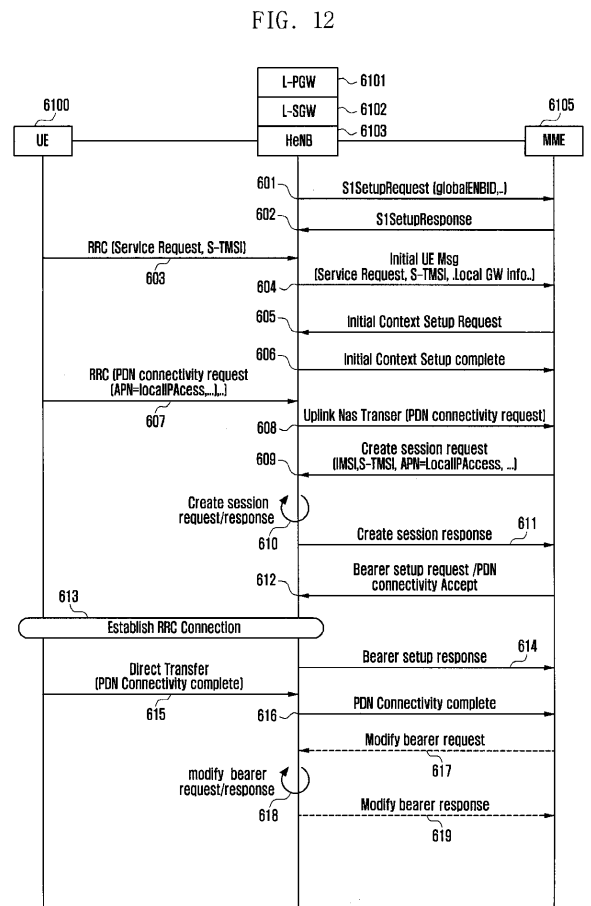 FIG. 12
L-PGW 6101
L-SGW 6102
6100 6103 6105
UE HeNB MME
601 S1SetupRequest (globalENBID,..)
602 S1SetupResponse
RRC (Service Request, S-TMSI)
603
Initial UE Msg
604 (Service Request, S-TMSI, .Local GW info..)
605 Initial Context Setup Request
606 Initial Context Setup complete
RRC (PDN connectivity request
(APN=localIPAcess,...),..)
607
608 Uplink Nas Transer (PDN connectivity request)
Create session request
609 (IMSI,S-TMSI, APN=LocalIPAccess, ...)
Create session
request/response
610
Create session response 611
Bearer setup request /PDN
612 connectivity Accept
613
Establish RRC Connection
Bearer setup response 614
Direct Transfer
(PDN Connectivity complete)
615
616 PDN Connectivity complete
Modify bearer request
617
modify bearer
request/response
618
Modify bearer response
619